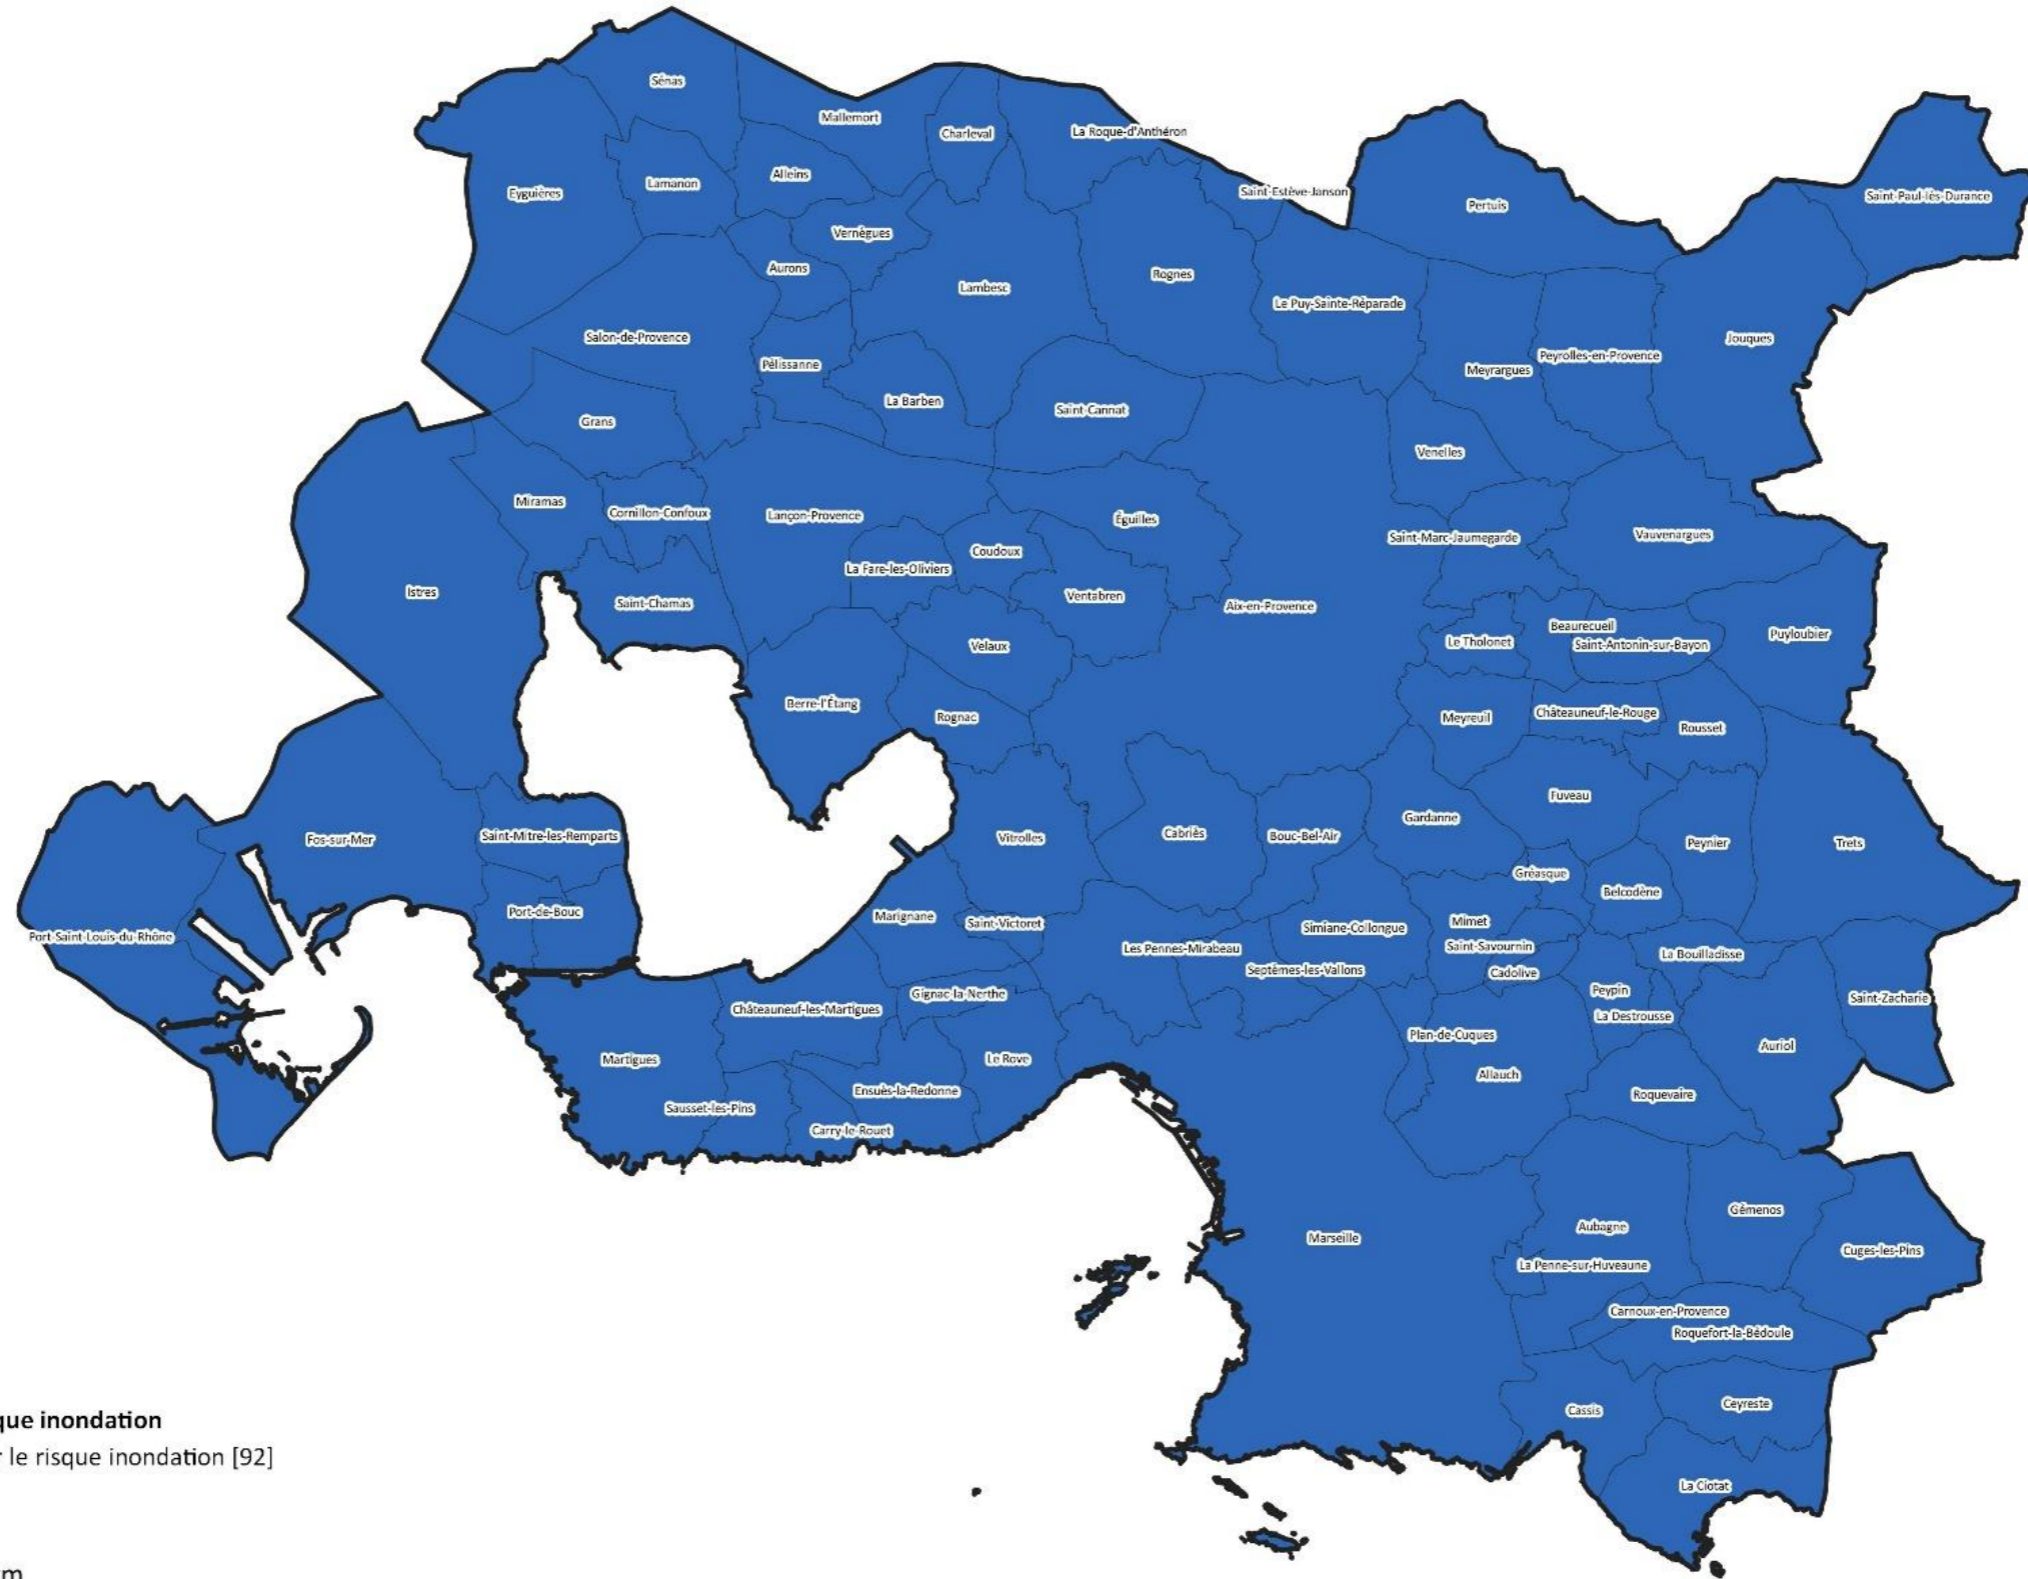 Sénas
Mallemort
Charleval
La Roque-d'Anthéron
Alleins
Lamanon
Eyguières
Saint-Estève-Janson
Pertuis
Saint-Paul-lès-Durance
Vernègues
Aurons
Lambesc
Rognes
Le Puy-Sainte-Réparade
Salon-de-Provence
Jouques
Pélissanne
Peyrolles-en-Provence
Meyrargues
La Barben
Saint-Cannat
Grans
Venelles
Miramas
Cornillon-Confoux
Lançon-Provence
Éguilles
Saint-Marc-Jaumegarde
Vauvenargues
Coudoux
La Fare-les-Oliviers
Istres
Saint-Chamas
Ventabren
Aix-en-Provence
Beaurecueil
Puyloubier
Velaux
Le Tholonet
Saint-Antonin-sur-Bayon
Berre-l'Étang
Rognac
Meyreuil
Châteauneuf-le-Rouge
Rousset
Fuveau
Gardanne
Fos-sur-Mer
Saint-Mitre-les-Remparts
Vitrolles
Cabriès
Bouc-Bel-Air
Peynier
Trets
Gréasque
Belcodène
Port-de-Bouc
Marignane
Saint-Victoret
Mimet
Simiane-Collongue
Port-Saint-Louis-du-Rhône
Les Pennes-Mirabeau
Saint-Savournin
La Bouilladisse
Septèmes-les-Vallons
Cadolive
Gignac-la-Nerthe
Peypin
Saint-Zacharie
Châteauneuf-les-Martigues
La Destrousse
Plan-de-Cuques
Auriol
Martigues
Le Rove
Allauch
Ensuès-la-Redonne
Roquevaire
Sausset-les-Pins
Carry-le-Rouet
Gémenos
Aubagne
Marseille
Cuges-les-Pins
La Penne-sur-Huveaune
Carnoux-en-Provence
Roquefort-la-Bédoule
Ceyreste
Cassis
que inondation
r le risque inondation [92]
La Ciotat
m